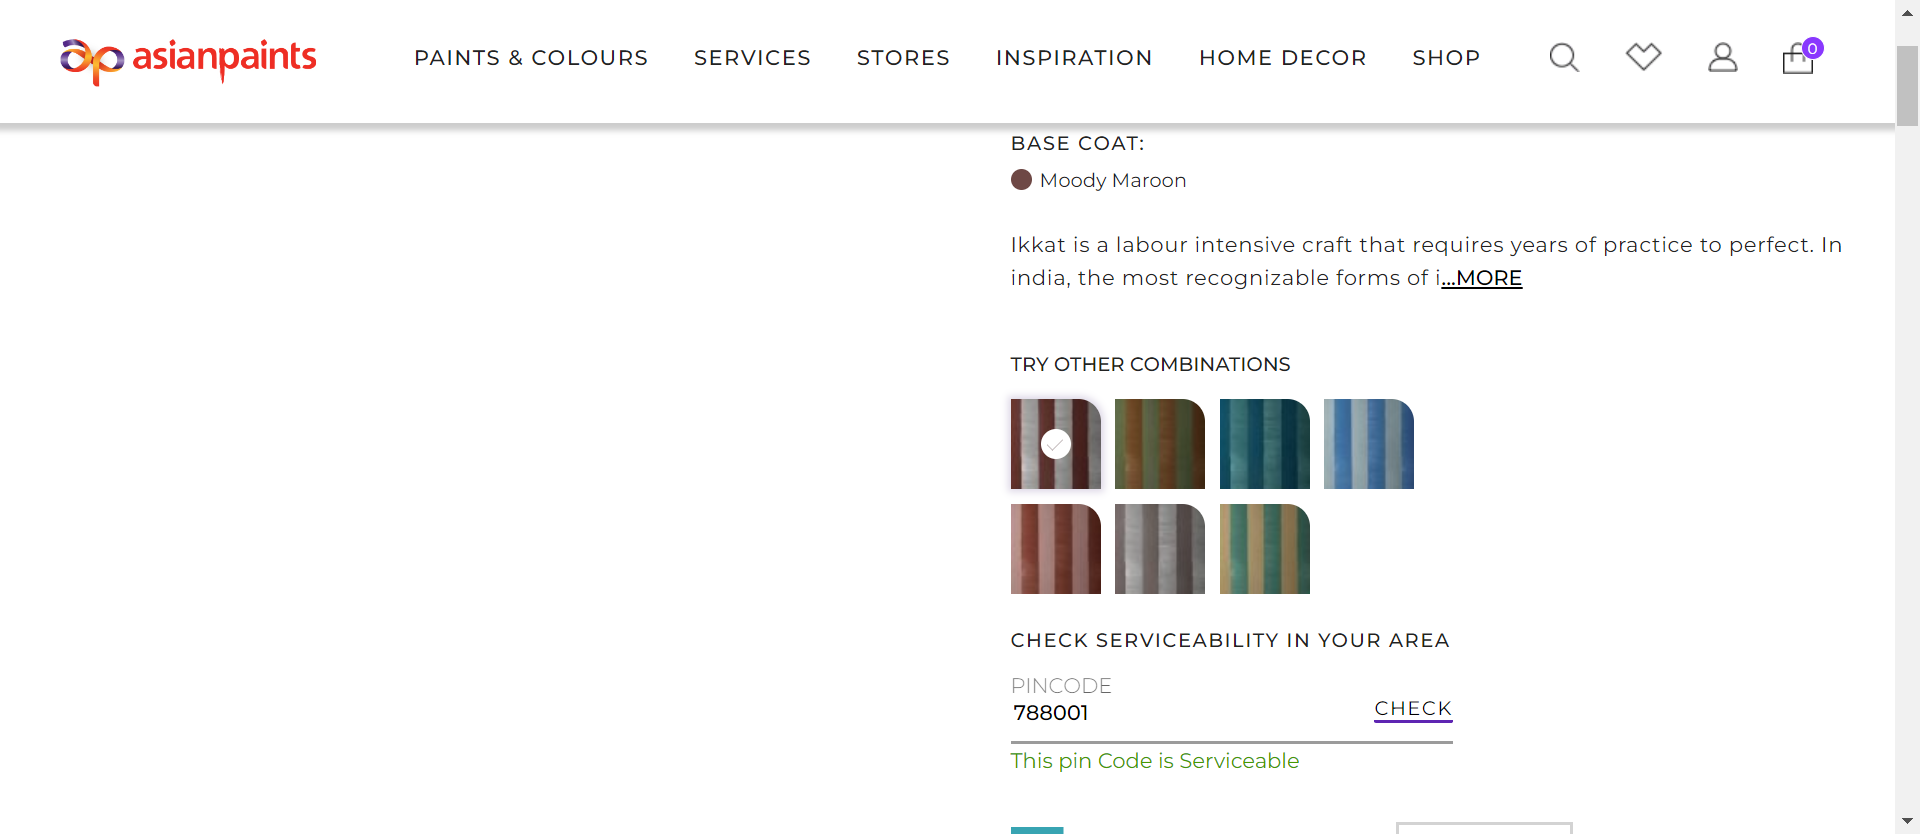 asianpaints
PAINTS & COLOURS SERVICES STORES INSPIRATION HOME DECOR SHOP 0
BASE COAT:
Moody Maroon
Ikkat is a labour intensive craft that requires years of practice to perfect. In
india, the most recognizable forms of i...MORE
TRY OTHER COMBINATIONS
CHECK SERVICEABILITY IN YOUR AREA
PINCODE
788001 CHECK
This pin Code is Serviceable